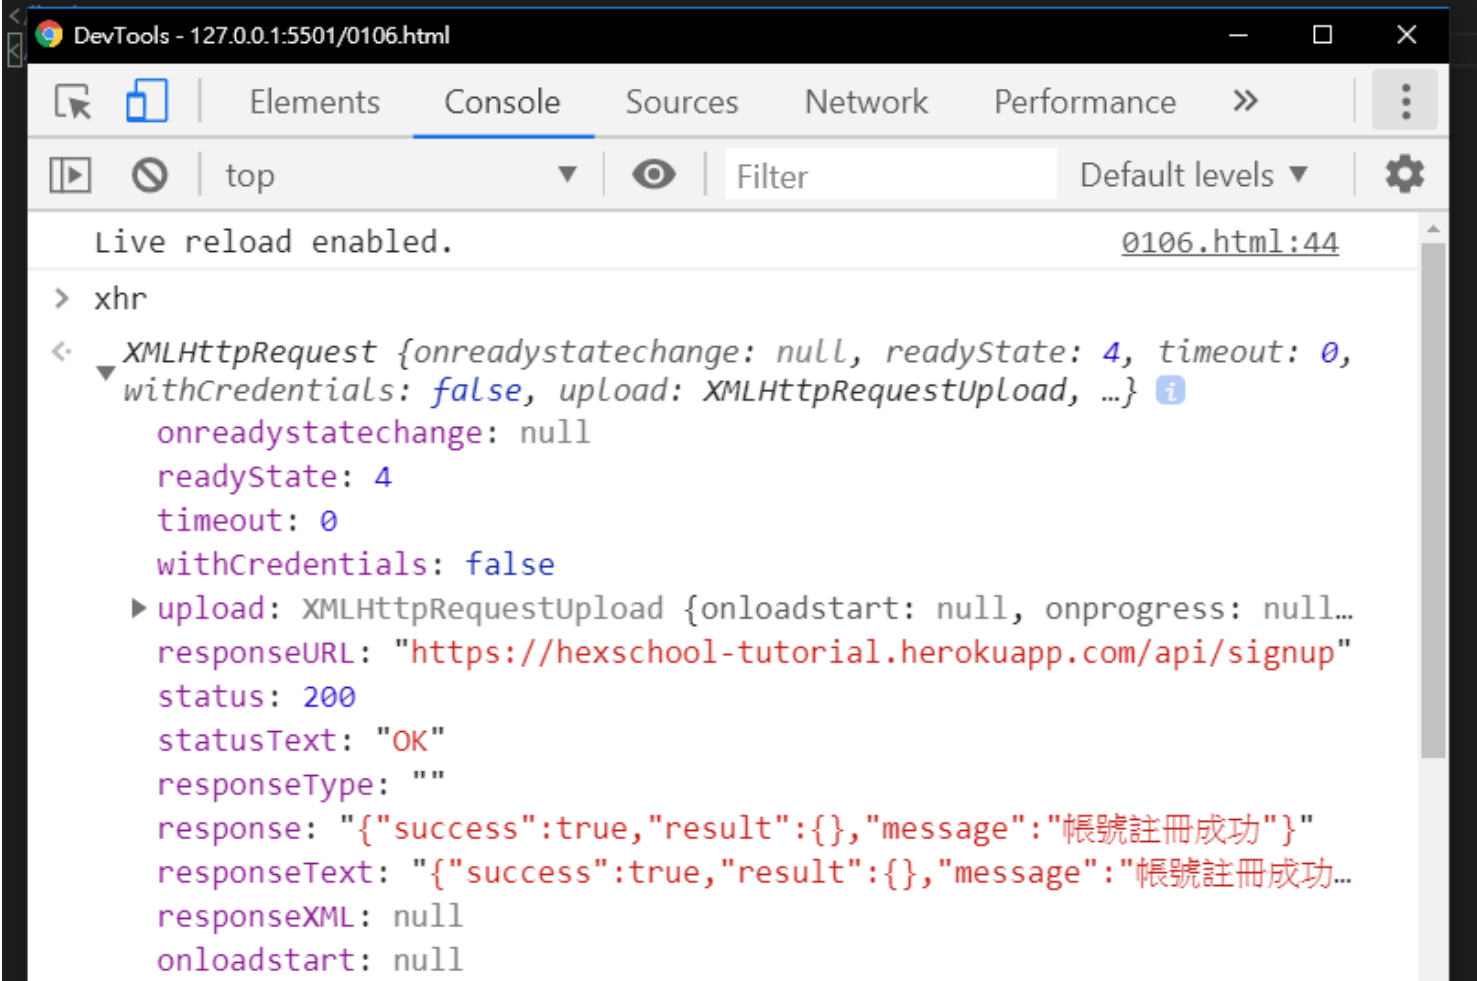 DevTools - 127.0.0.1:5501/0106.html
Elements Console Sources Network Performance »
top Filter Default levels
Live reload enabled. 0106.html:44
> xhr
XMLHttpRequest {onreadystatechange: null, readyState: 4, timeout: 0,
withCredentials: false, upload: XMLHttpRequestUpload, …} i
onreadystatechange: null
readyState: 4
timeout: 0
withCredentials: false
upload: XMLHttpRequestUpload {onloadstart: null, onprogress: null…
responseURL: "https://hexschool-tutorial.herokuapp.com/api/signup"
status: 200
statusText: "OK"
responseType: ""
response: "{"success":true,"result":{},"message":"帳號註冊成功"}"
responseText: "{"success":true,"result":{},"message":"帳號註冊成功…
responseXML: null
onloadstart: null